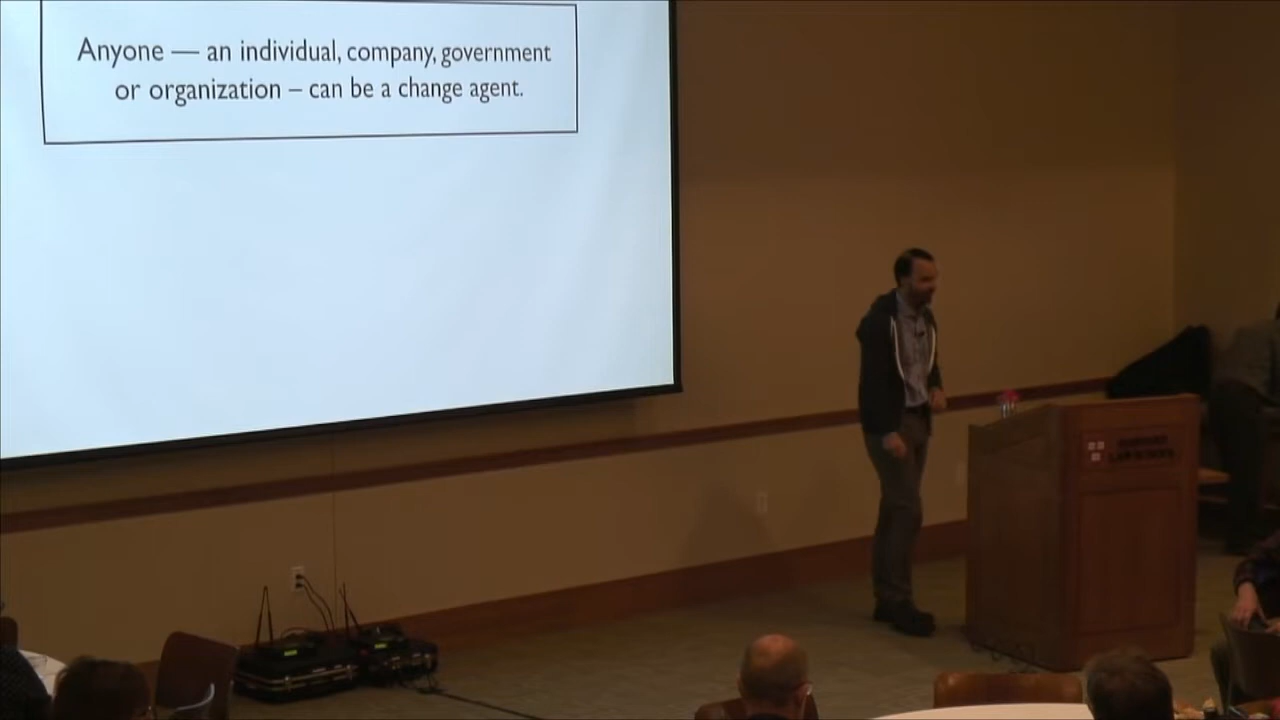 Anyone — an individual, company, government
or organization – can be a change agent.